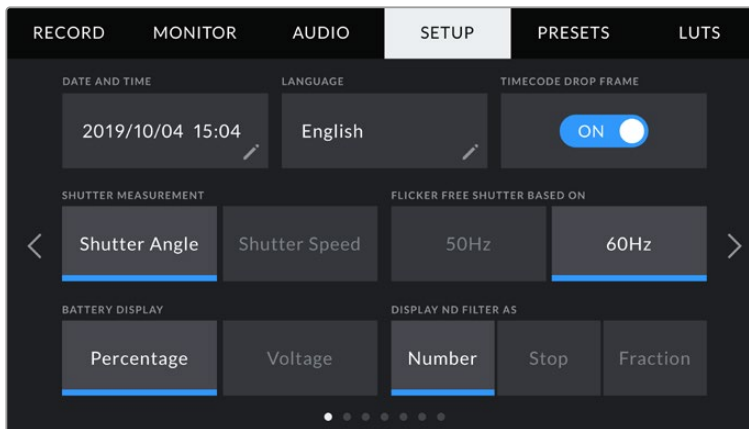 RECORD MONITOR AUDIO SETUP PRESETS LUTS
DATE AND TIME LANGUAGE TIMECODE DROP FRAME
2019/10/04 15:04 English ON
SHUTTER MEASUREMENT FLICKER FREE SHUTTER BASED ON
Shutter Angle Shutter Speed 50Hz 60Hz
BATTERY DISPLAY DISPLAY ND FILTER AS
Percentage Voltage Number Stop Fraction